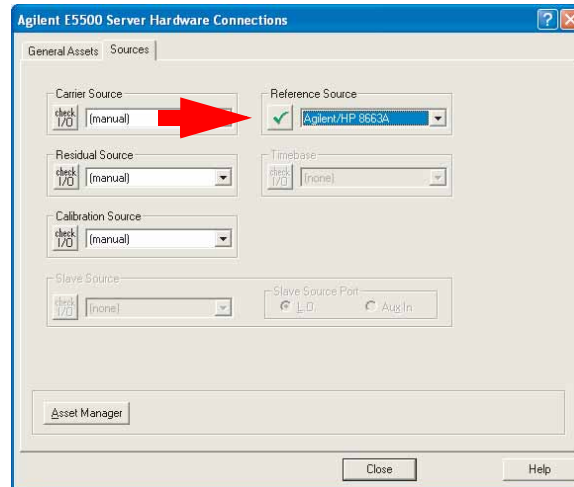 Agilent E5500 Server Hardware Connections
General Assets Sources
Carrier Source
check I/O (manual)
Reference Source
Agilent/HP 8663A
Residual Source
check I/O (manual)
Timebase
check I/O (none)
Calibration Source
check I/O (manual)
Slave Source
check I/O (none)
Slave Source Port
L.O. Aux In
Asset Manager
Close Help